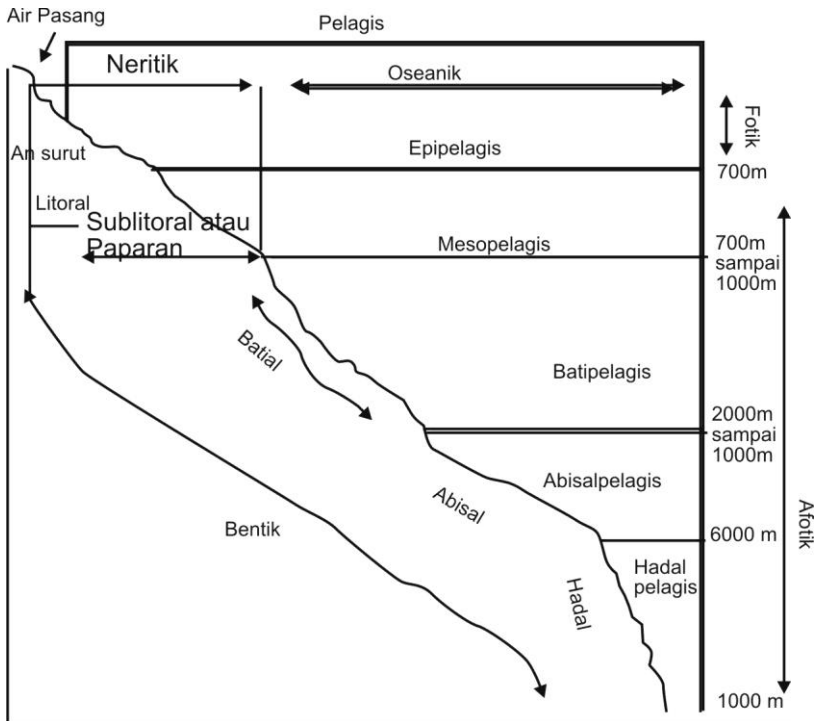 Air Pasang
Pelagis
Neritik
Oseanik
Fotik
An surut
Epipelagis
700m
Litoral
Sublitoral atau
Paparan
Mesopelagis
700m
sampai
1000m
Batial
Batipelagis
2000m
sampai
1000m
Abisalpelagis
Abisal
Bentik
6000 m
Afotik
Hadal
pelagis
Hadal
1000 m